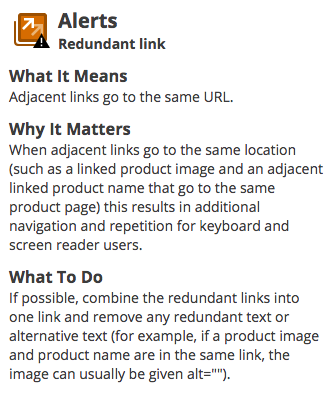 Alerts
Redundant link
What It Means
Adjacent links go to the same URL.
Why It Matters
When adjacent links go to the same location
(such as a linked product image and an adjacent
linked product name that go to the same
product page) this results in additional
navigation and repetition for keyboard and
screen reader users.
What To Do
If possible, combine the redundant links into
one link and remove any redundant text or
alternative text (for example, if a product image
and product name are in the same link, the
image can usually be given alt="").